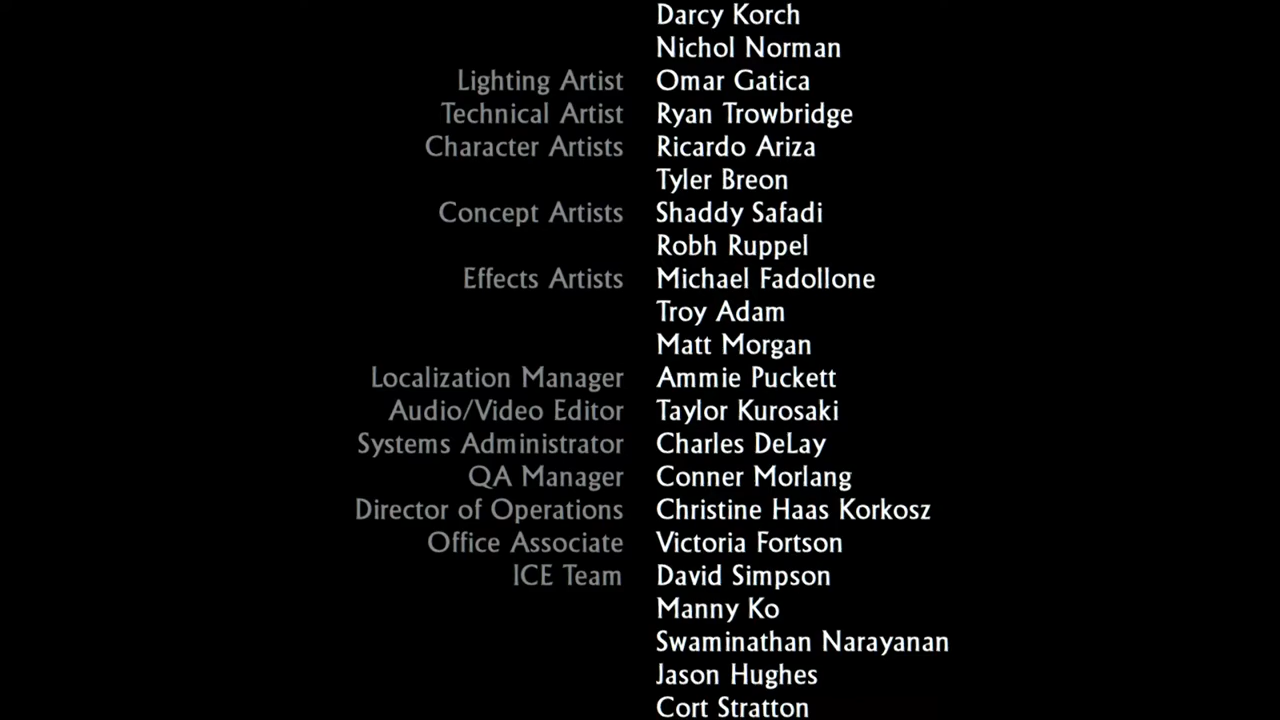 Darcy Korch
Nichol Norman
Lighting Artist Omar Gatica
Technical Artist Ryan Trowbridge
Character Artists Ricardo Ariza
Tyler Breon
Concept Artists Shaddy Safadi
Robh Ruppel
Effects Artists Michael Fadollone
Troy Adam
Matt Morgan
Localization Manager Ammie Puckett
Audio/Video Editor Taylor Kurosaki
Systems Administrator Charles DeLay
QA Manager Conner Morlang
Director of Operations Christine Haas Korkosz
Office Associate Victoria Fortson
ICE Team David Simpson
Manny Ko
Swaminathan Narayanan
Jason Hughes
Cort Stratton